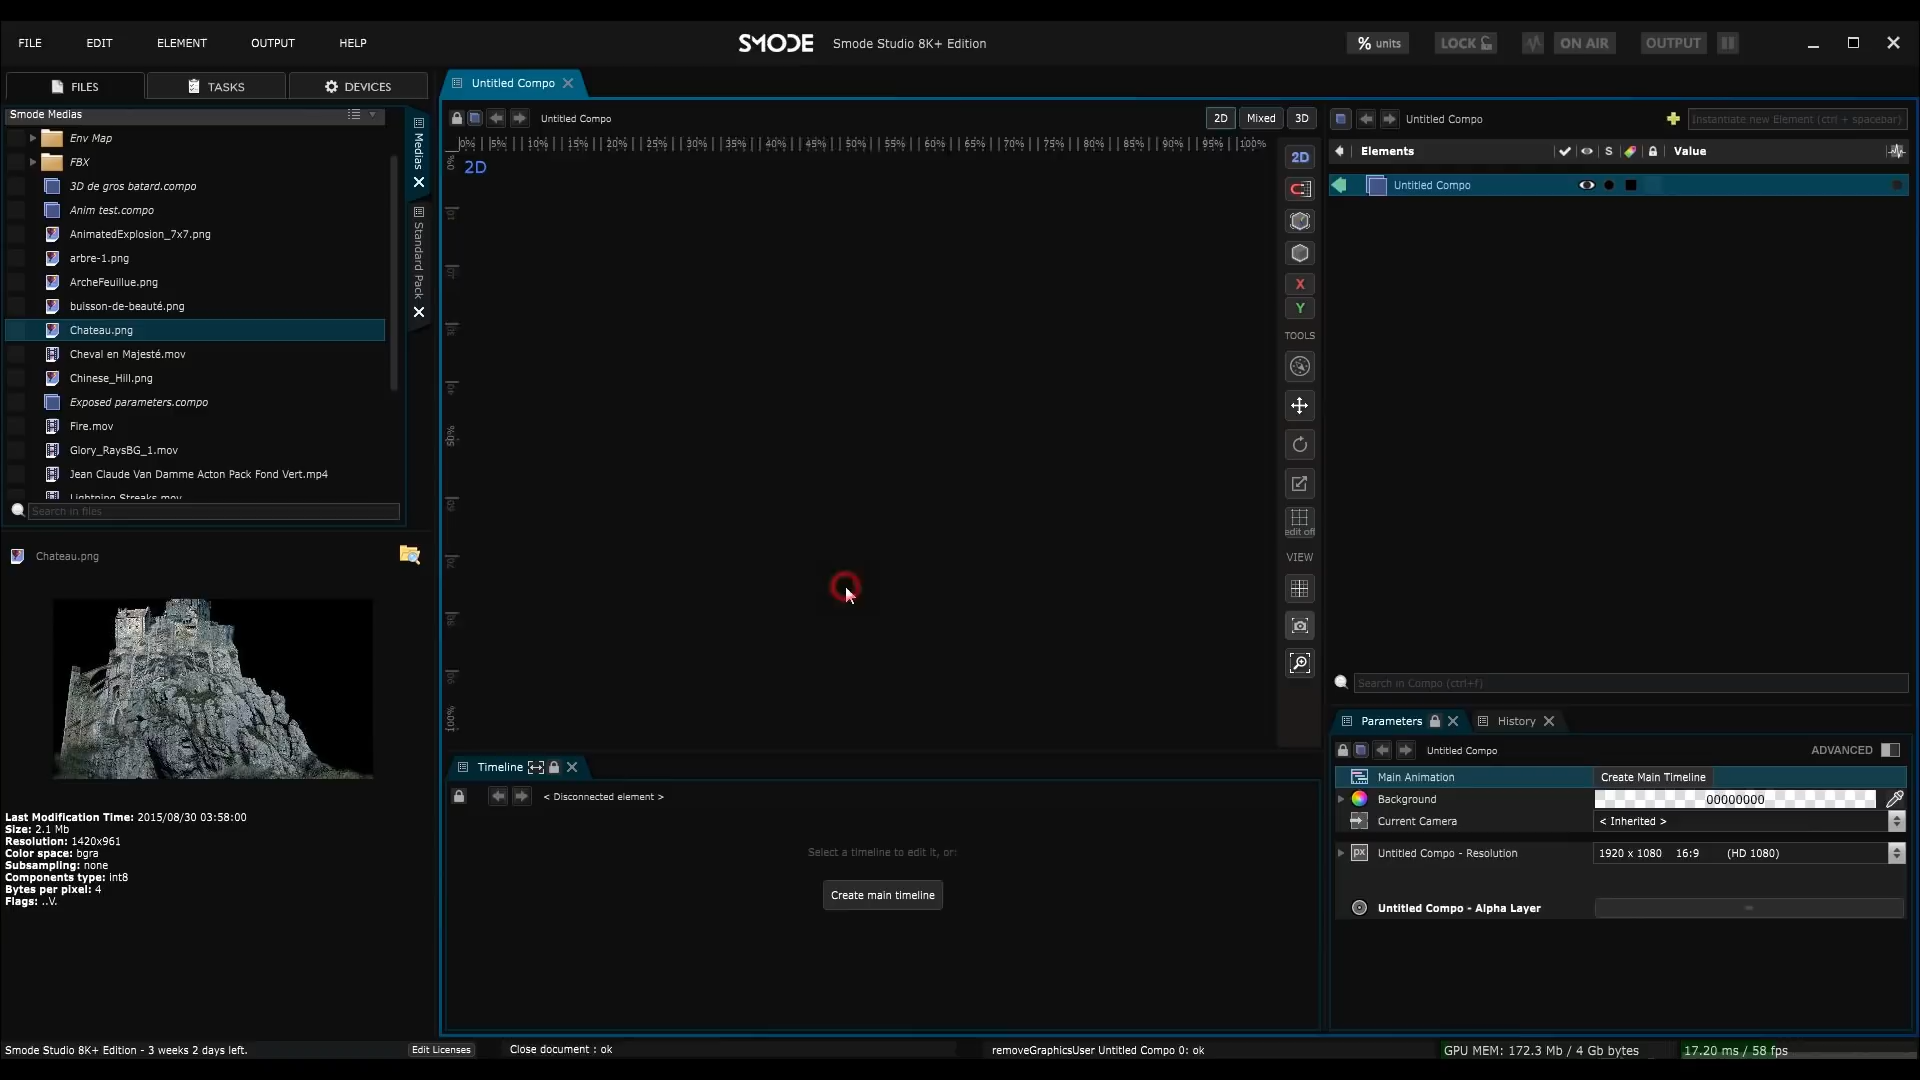 FILE EDIT ELEMENT OUTPUT HELP
SMODE Smode Studio 8K+ Edition
% units LOCK ON AIR OUTPUT
FILES TASKS DEVICES
Untitled Compo
Smode Medias
Env Map
FBX
3D de gros batard.compo
Anim test.compo
AnimatedExplosion_7x7.png
arbre-1.png
ArcheFeuillue.png
buisson-de-beauté.png
Chateau.png
Cheval en Majesté.mov
Chinese_Hill.png
Exposed parameters.compo
Fire.mov
Glory_RaysBG_1.mov
Jean Claude Van Damme Acton Pack Fond Vert.mp4
Lightning Streaks.mov
Search in files
Medias
Standard Pack
Chateau.png
Last Modification Time: 2015/08/30 03:58:00
Size: 2.1 Mb
Resolution: 1420x961
Color space: bgra
Subsampling: none
Components type: int8
Bytes per pixel: 4
Flags: ..V.
Untitled Compo
2D Mixed 3D
0% 5% 10% 15% 20% 25% 30% 35% 40% 45% 50% 55% 60% 65% 70% 75% 80% 85% 90% 95% 100%
2D
2D
X
Y
TOOLS
edit off
VIEW
Timeline
< Disconnected element >
Select a timeline to edit it, or:
Create main timeline
Untitled Compo
Instantiate new Element (ctrl + spacebar)
Elements S Value
Untitled Compo
Search in Compo (ctrl+f)
Parameters History
Untitled Compo ADVANCED
Main Animation Create Main Timeline
Background 00000000
Current Camera < Inherited >
px Untitled Compo - Resolution 1920 x 1080 16:9 (HD 1080)
Untitled Compo - Alpha Layer
Smode Studio 8K+ Edition - 3 weeks 2 days left. Edit Licenses Close document : ok removeGraphicsUser Untitled Compo 0: ok GPU MEM: 172.3 Mb / 4 Gb bytes 17.20 ms / 58 fps